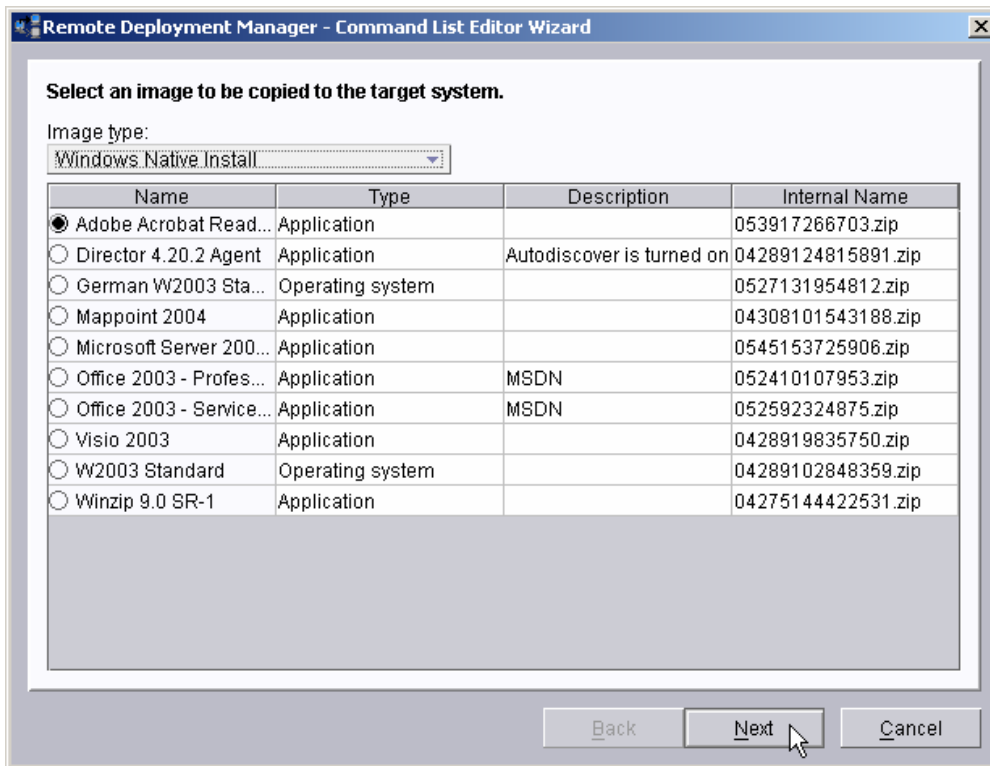 Remote Deployment Manager - Command List Editor Wizard
Select an image to be copied to the target system.
Image type:
Windows Native Install
Name Type Description Internal Name
Adobe Acrobat Read... Application 053917266703.zip
Director 4.20.2 Agent Application Autodiscover is turned on 04289124815891.zip
German W2003 Sta... Operating system 0527131954812.zip
Mappoint 2004 Application 04308101543188.zip
Microsoft Server 200... Application 0545153725906.zip
Office 2003 - Profes... Application MSDN 052410107953.zip
Office 2003 - Service... Application MSDN 052592324875.zip
Visio 2003 Application 0428919835750.zip
W2003 Standard Operating system 04289102848359.zip
Winzip 9.0 SR-1 Application 04275144422531.zip
Back Next Cancel